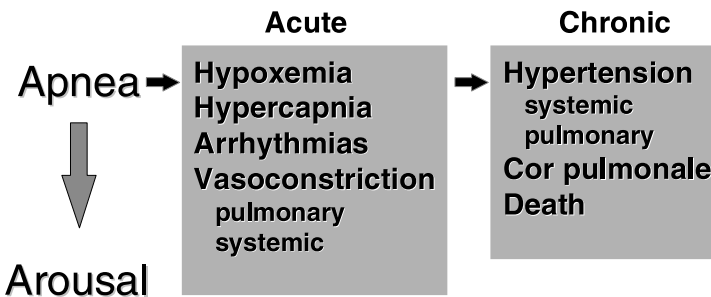 Acute
Chronic
Apnea
Hypoxemia
Hypercapnia
Arrhythmias
Vasoconstriction
pulmonary
systemic
Hypertension
systemic
pulmonary
Cor pulmonale
Death
Arousal